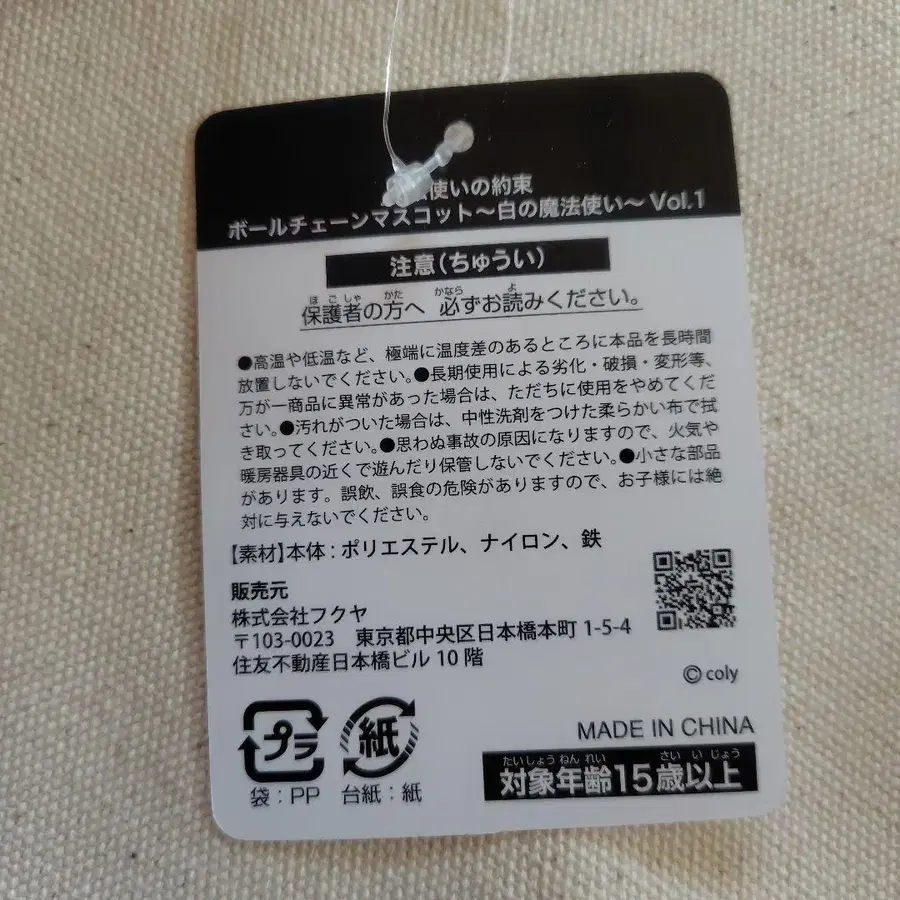 使いの約束
ボールチェーンマスコット～白の魔法使い～ Vol.1
注意(ちゅうい)
保護者の方へ 必ずお読みください。
ほごしゃ かた かなら よ
●高温や低温など、極端に温度差のあるところに本品を長時間
放置しないでください。●長期使用による劣化・破損・変形等、
万が一商品に異常があった場合は、ただちに使用をやめてくだ
さい。●汚れがついた場合は、中性洗剤をつけた柔らかい布で拭
き取ってください。●思わぬ事故の原因になりますので、火気や
暖房器具の近くで遊んだり保管しないでください。●小さな部品
があります。誤飲、誤食の危険がありますので、お子様には絶
対に与えないでください。
【素材】本体：ポリエステル、ナイロン、鉄
販売元
株式会社フクヤ
〒103-0023 東京都中央区日本橋本町 1-5-4
住友不動産日本橋ビル 10 階
© coly
プラ
紙
袋：PP 台紙：紙
MADE IN CHINA
たいしょうねんれい さいいじょう
対象年齢15歳以上